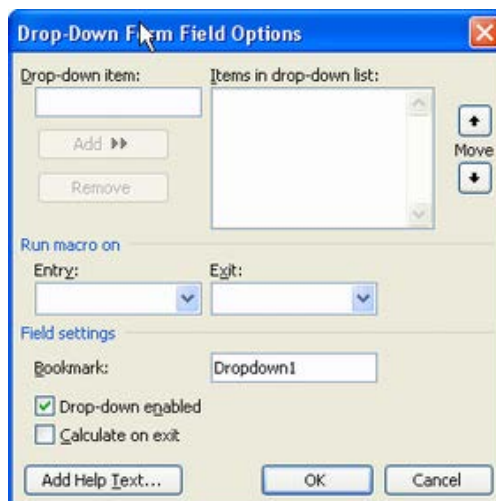 Drop-Down Form Field Options
Drop-down item: Items in drop-down list:
Add
Move
Remove
Run macro on
Entry: Exit:
Field settings
Bookmark: Dropdown1
Drop-down enabled
Calculate on exit
Add Help Text... OK Cancel